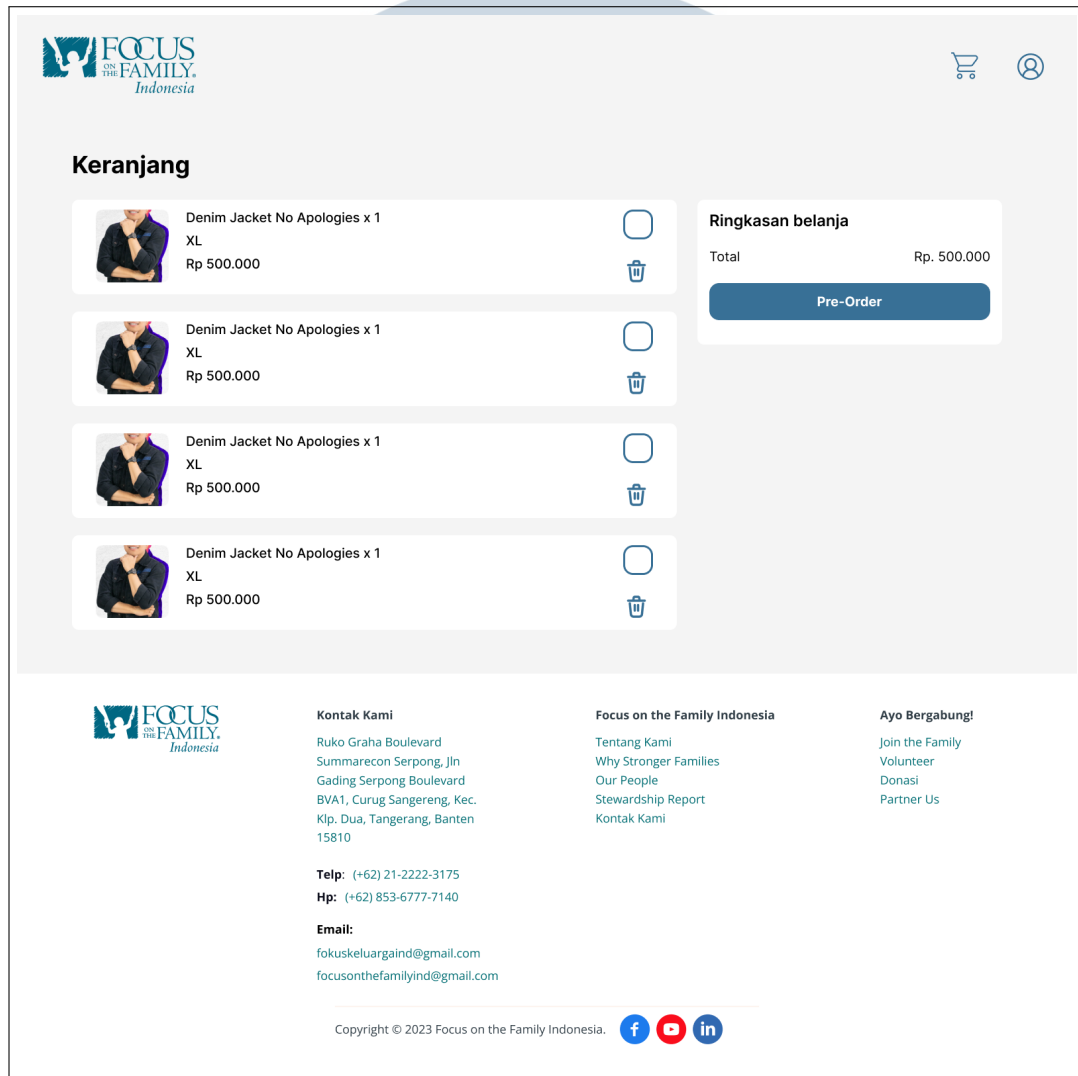 FOCUS
ON THE FAMILY.
Indonesia
Keranjang
Denim Jacket No Apologies x 1
XL
Rp 500.000
Denim Jacket No Apologies x 1
XL
Rp 500.000
Denim Jacket No Apologies x 1
XL
Rp 500.000
Denim Jacket No Apologies x 1
XL
Rp 500.000
Ringkasan belanja
Total Rp. 500.000
Pre-Order
FOCUS
ON THE FAMILY.
Indonesia
Kontak Kami
Ruko Graha Boulevard
Summarecon Serpong, Jln
Gading Serpong Boulevard
BVA1, Curug Sangereng, Kec.
Klp. Dua, Tangerang, Banten
15810
Telp: (+62) 21-2222-3175
Hp: (+62) 853-6777-7140
Email:
fokuskeluargaind@gmail.com
focusonthefamilyind@gmail.com
Focus on the Family Indonesia
Tentang Kami
Why Stronger Families
Our People
Stewardship Report
Kontak Kami
Ayo Bergabung!
Join the Family
Volunteer
Donasi
Partner Us
Copyright © 2023 Focus on the Family Indonesia.
f
in